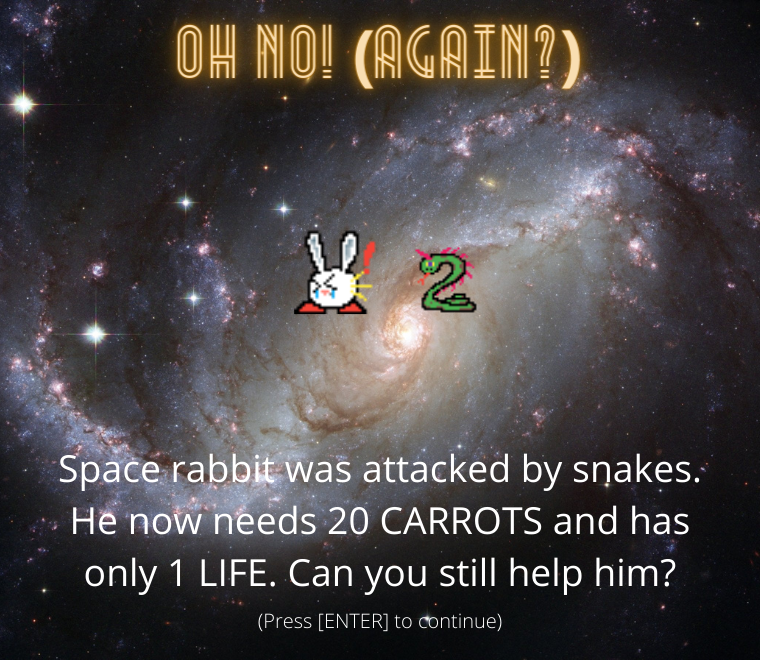 OH NO! (AGAIN?)
Space rabbit was attacked by snakes.
He now needs 20 CARROTS and has
only 1 LIFE. Can you still help him?
(Press [ENTER] to continue)